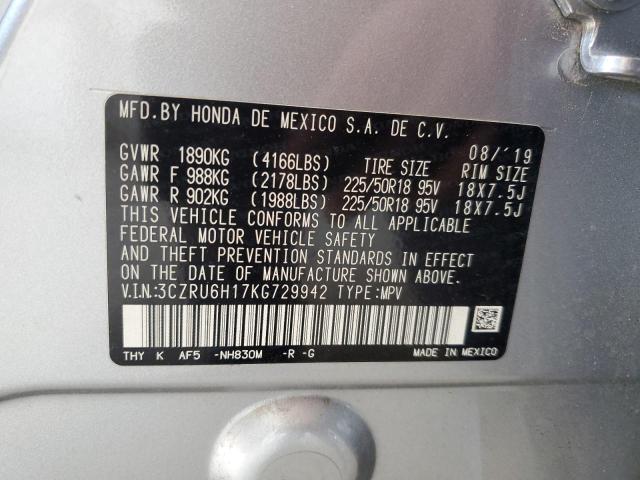 MFD.BY HONDA DE MEXICO S.A. DE C.V.
08/'19
GVWR 1890KG (4166LBS) TIRE SIZE RIM SIZE
GAWR F 988KG (2178LBS) 225/50R18 95V 18X7.5J
GAWR R 902KG (1988LBS) 225/50R18 95V 18X7.5J
THIS VEHICLE CONFORMS TO ALL APPLICABLE
FEDERAL MOTOR VEHICLE SAFETY
AND THEFT PREVENTION STANDARDS IN EFFECT
ON THE DATE OF MANUFACTURE SHOWN ABOVE.
V.I.N.:3CZRU6H17KG729942 TYPE:MPV
THY K AF5 -NH830M -R -G MADE IN MEXICO